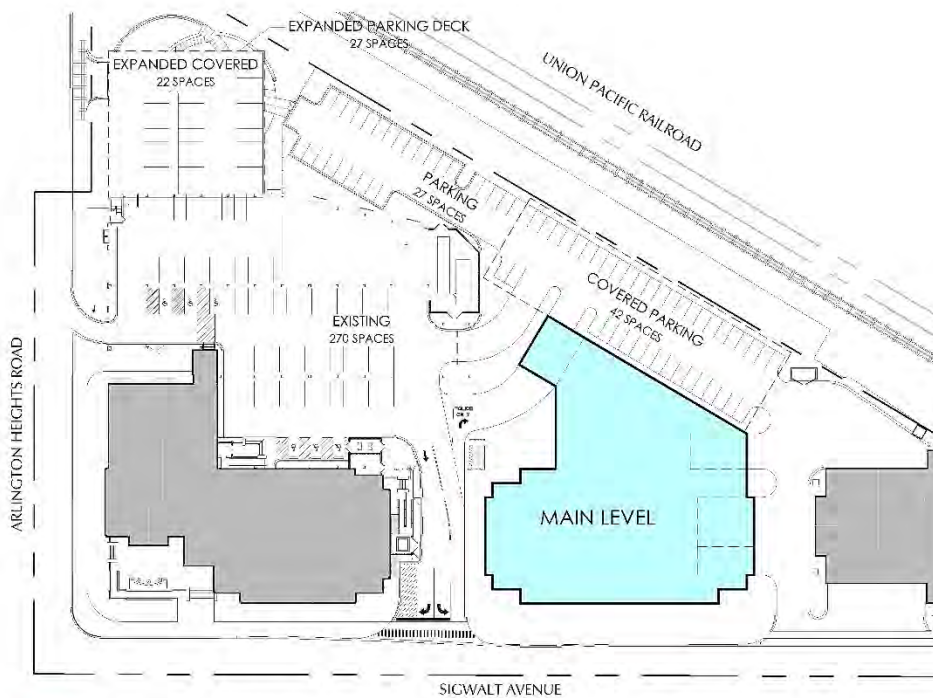 EXPANDED PARKING DECK
27 SPACES
EXPANDED COVERED
22 SPACES
UNION PACIFIC RAILROAD
PARKING
27 SPACES
COVERED PARKING
42 SPACES
EXISTING
270 SPACES
ARLINGTON HEIGHTS ROAD
MAIN LEVEL
SIGWALT AVENUE